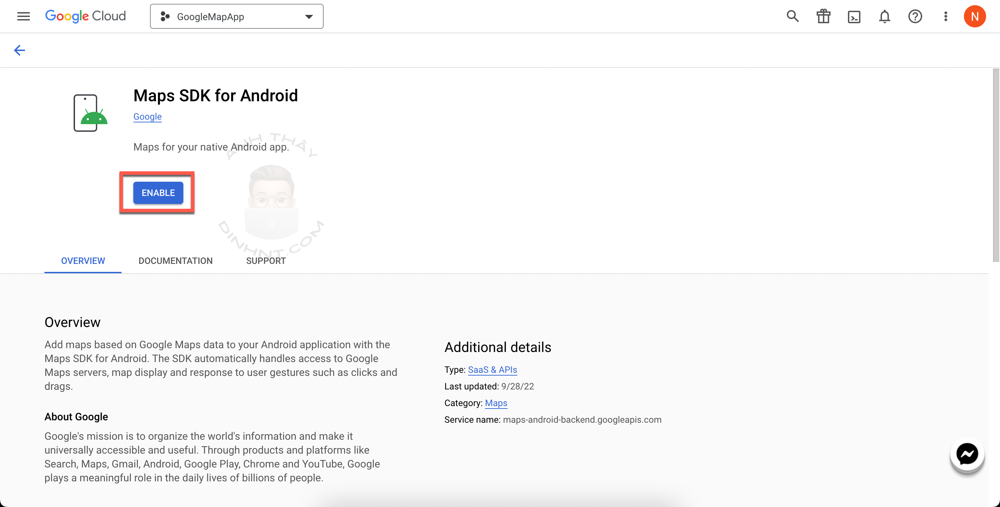 Google Cloud
GoogleMapApp
N
Maps SDK for Android
Google
Maps for your native Android app.
ANH THẦY
DINHNT.COM
ENABLE
OVERVIEW
DOCUMENTATION
SUPPORT
Overview
Add maps based on Google Maps data to your Android application with the
Maps SDK for Android. The SDK automatically handles access to Google
Maps servers, map display and response to user gestures such as clicks and
drags.
About Google
Google's mission is to organize the world's information and make it
universally accessible and useful. Through products and platforms like
Search, Maps, Gmail, Android, Google Play, Chrome and YouTube, Google
plays a meaningful role in the daily lives of billions of people.
Additional details
Type: SaaS & APIs
Last updated: 9/28/22
Category: Maps
Service name: maps-android-backend.googleapis.com